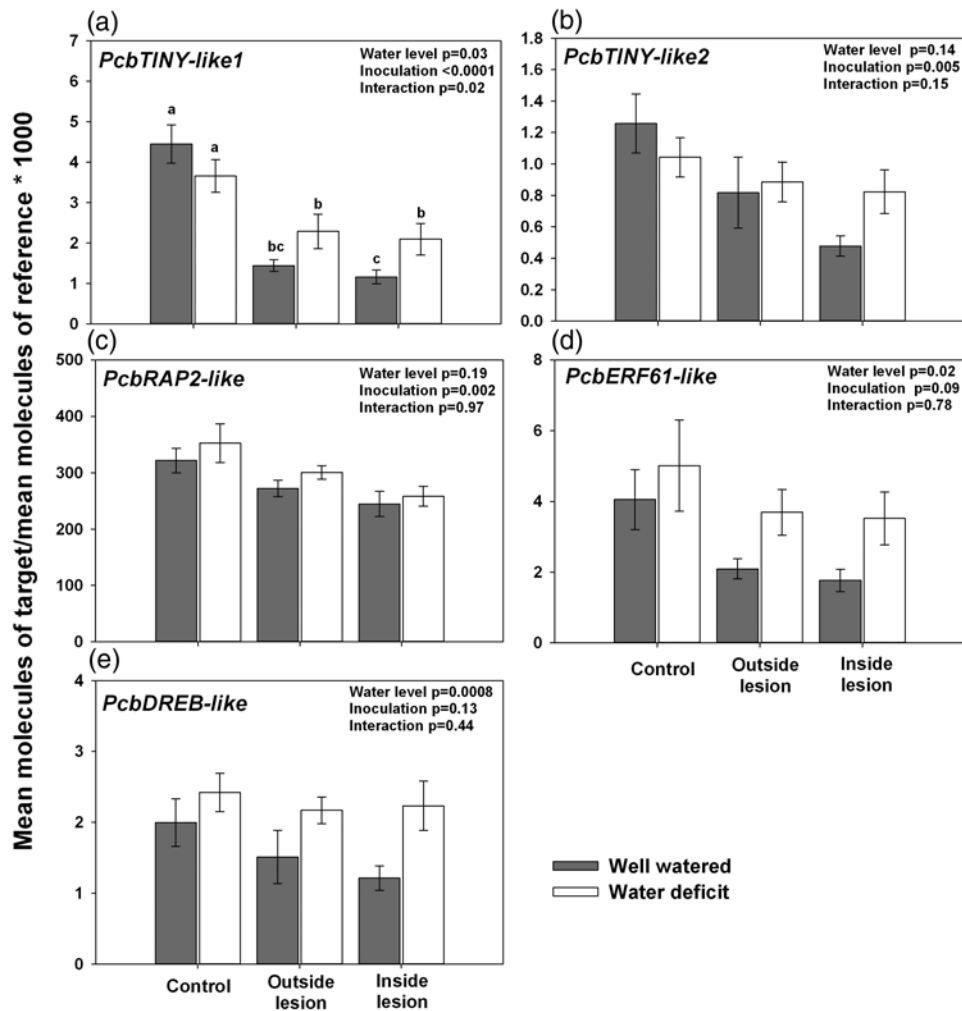 Mean molecules of target/mean molecules of reference * 1000
(a)
PcbTINY-like1
Water level p=0.03
Inoculation <0.0001
Interaction p=0.02
7
6
5
4
3
2
1
0
a
a
bc
b
c
b
(b)
PcbTINY-like2
Water level p=0.14
Inoculation p=0.005
Interaction p=0.15
1.8
1.6
1.4
1.2
1.0
0.8
0.6
0.4
0.2
0.0
(c)
PcbRAP2-like
Water level p=0.19
Inoculation p=0.002
Interaction p=0.97
500
400
300
200
100
0
(d)
PcbERF61-like
Water level p=0.02
Inoculation p=0.09
Interaction p=0.78
8
6
4
2
0
Control
Outside
lesion
Inside
lesion
(e)
PcbDREB-like
Water level p=0.0008
Inoculation p=0.13
Interaction p=0.44
4
3
2
1
0
Control
Outside
lesion
Inside
lesion
Well watered
Water deficit